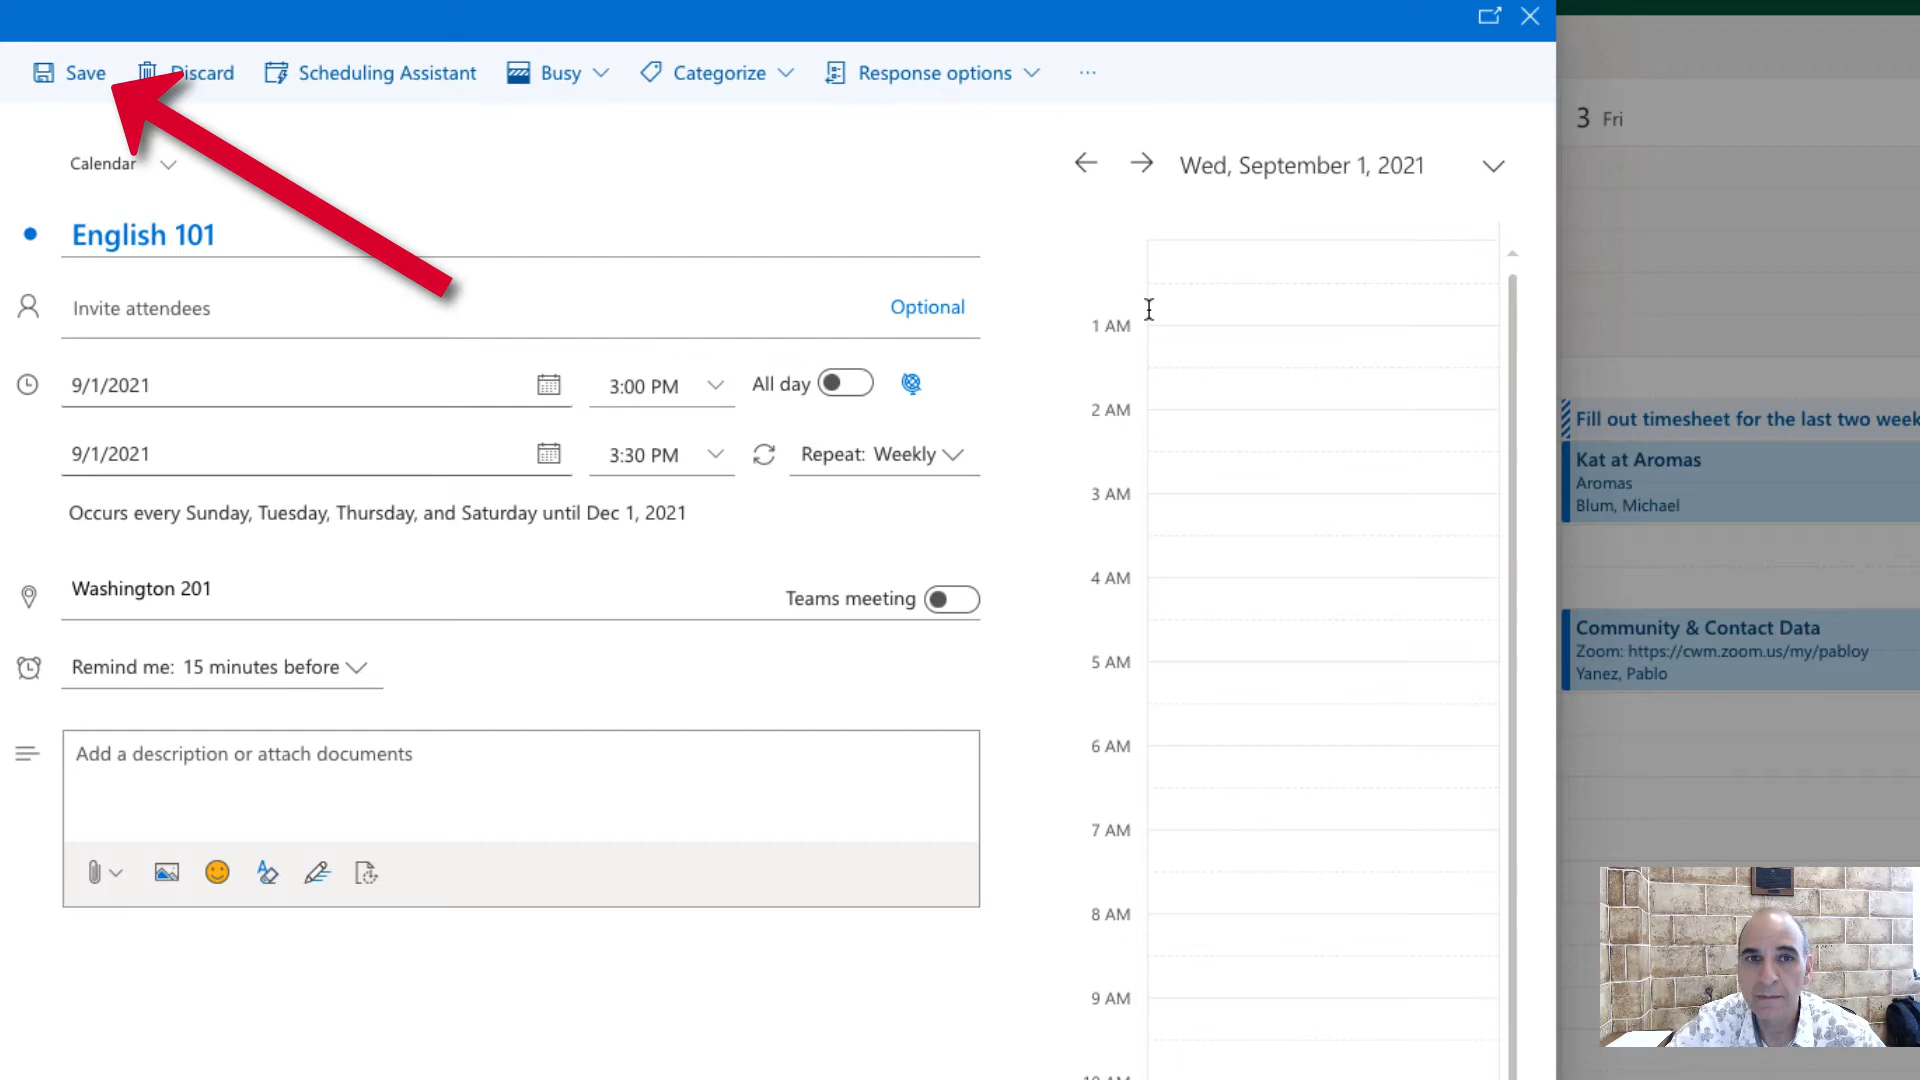 Save Discard Scheduling Assistant Busy Categorize Response options ...
Calendar
English 101
Invite attendees Optional
9/1/2021 3:00 PM All day
9/1/2021 3:30 PM Repeat: Weekly
Occurs every Sunday, Tuesday, Thursday, and Saturday until Dec 1, 2021
Washington 201 Teams meeting
Remind me: 15 minutes before
Add a description or attach documents
Wed, September 1, 2021
1 AM
2 AM
3 AM
4 AM
5 AM
6 AM
7 AM
8 AM
9 AM
10 AM
3 Fri
Fill out timesheet for the last two week
Kat at Aromas
Aromas
Blum, Michael
Community & Contact Data
Zoom: https://cwm.zoom.us/my/pabloy
Yanez, Pablo